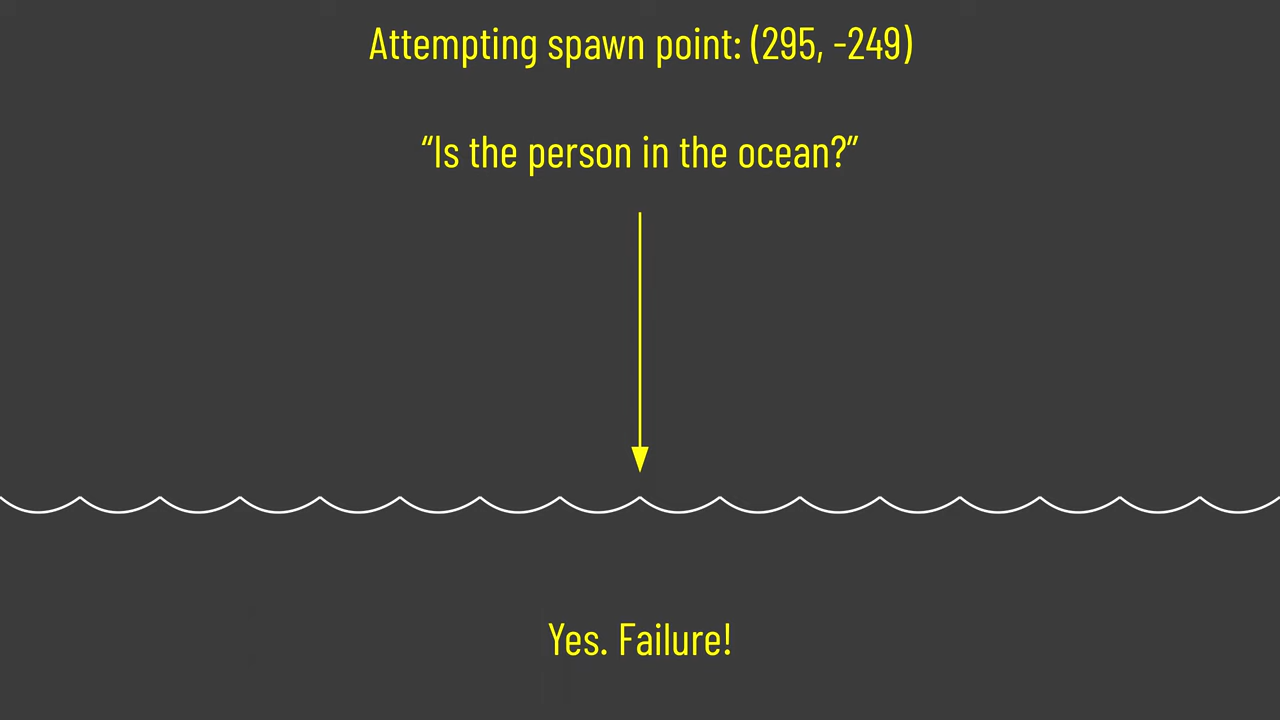 Attempting spawn point: (295, -249)
“Is the person in the ocean?”
Yes. Failure!